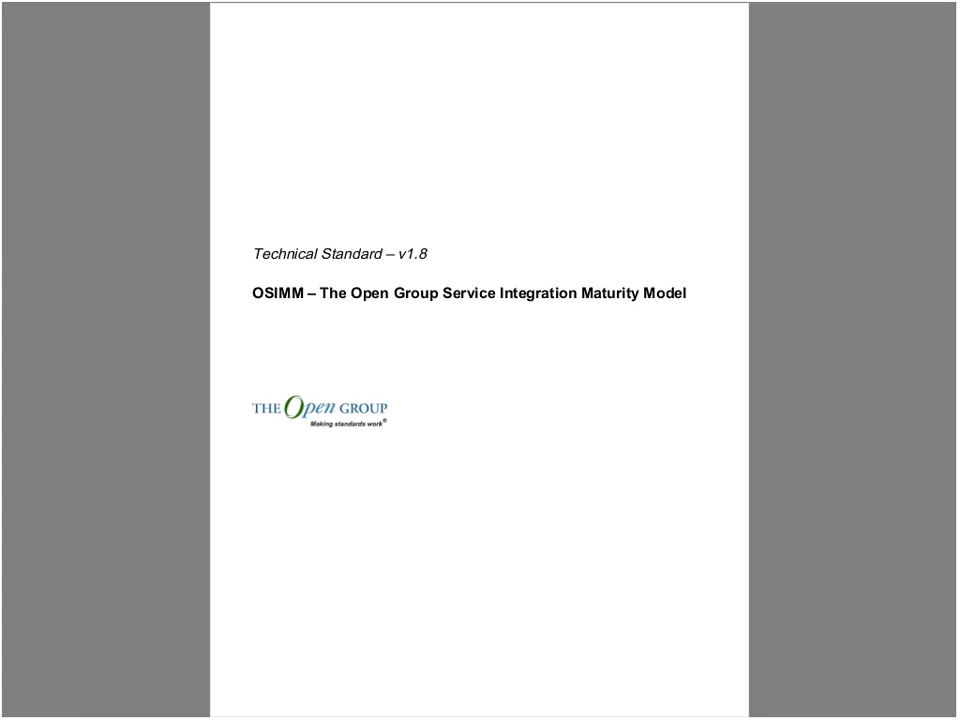 Technical Standard – v1.8
OSIMM – The Open Group Service Integration Maturity Model
THE Open GROUP
Making standards work®